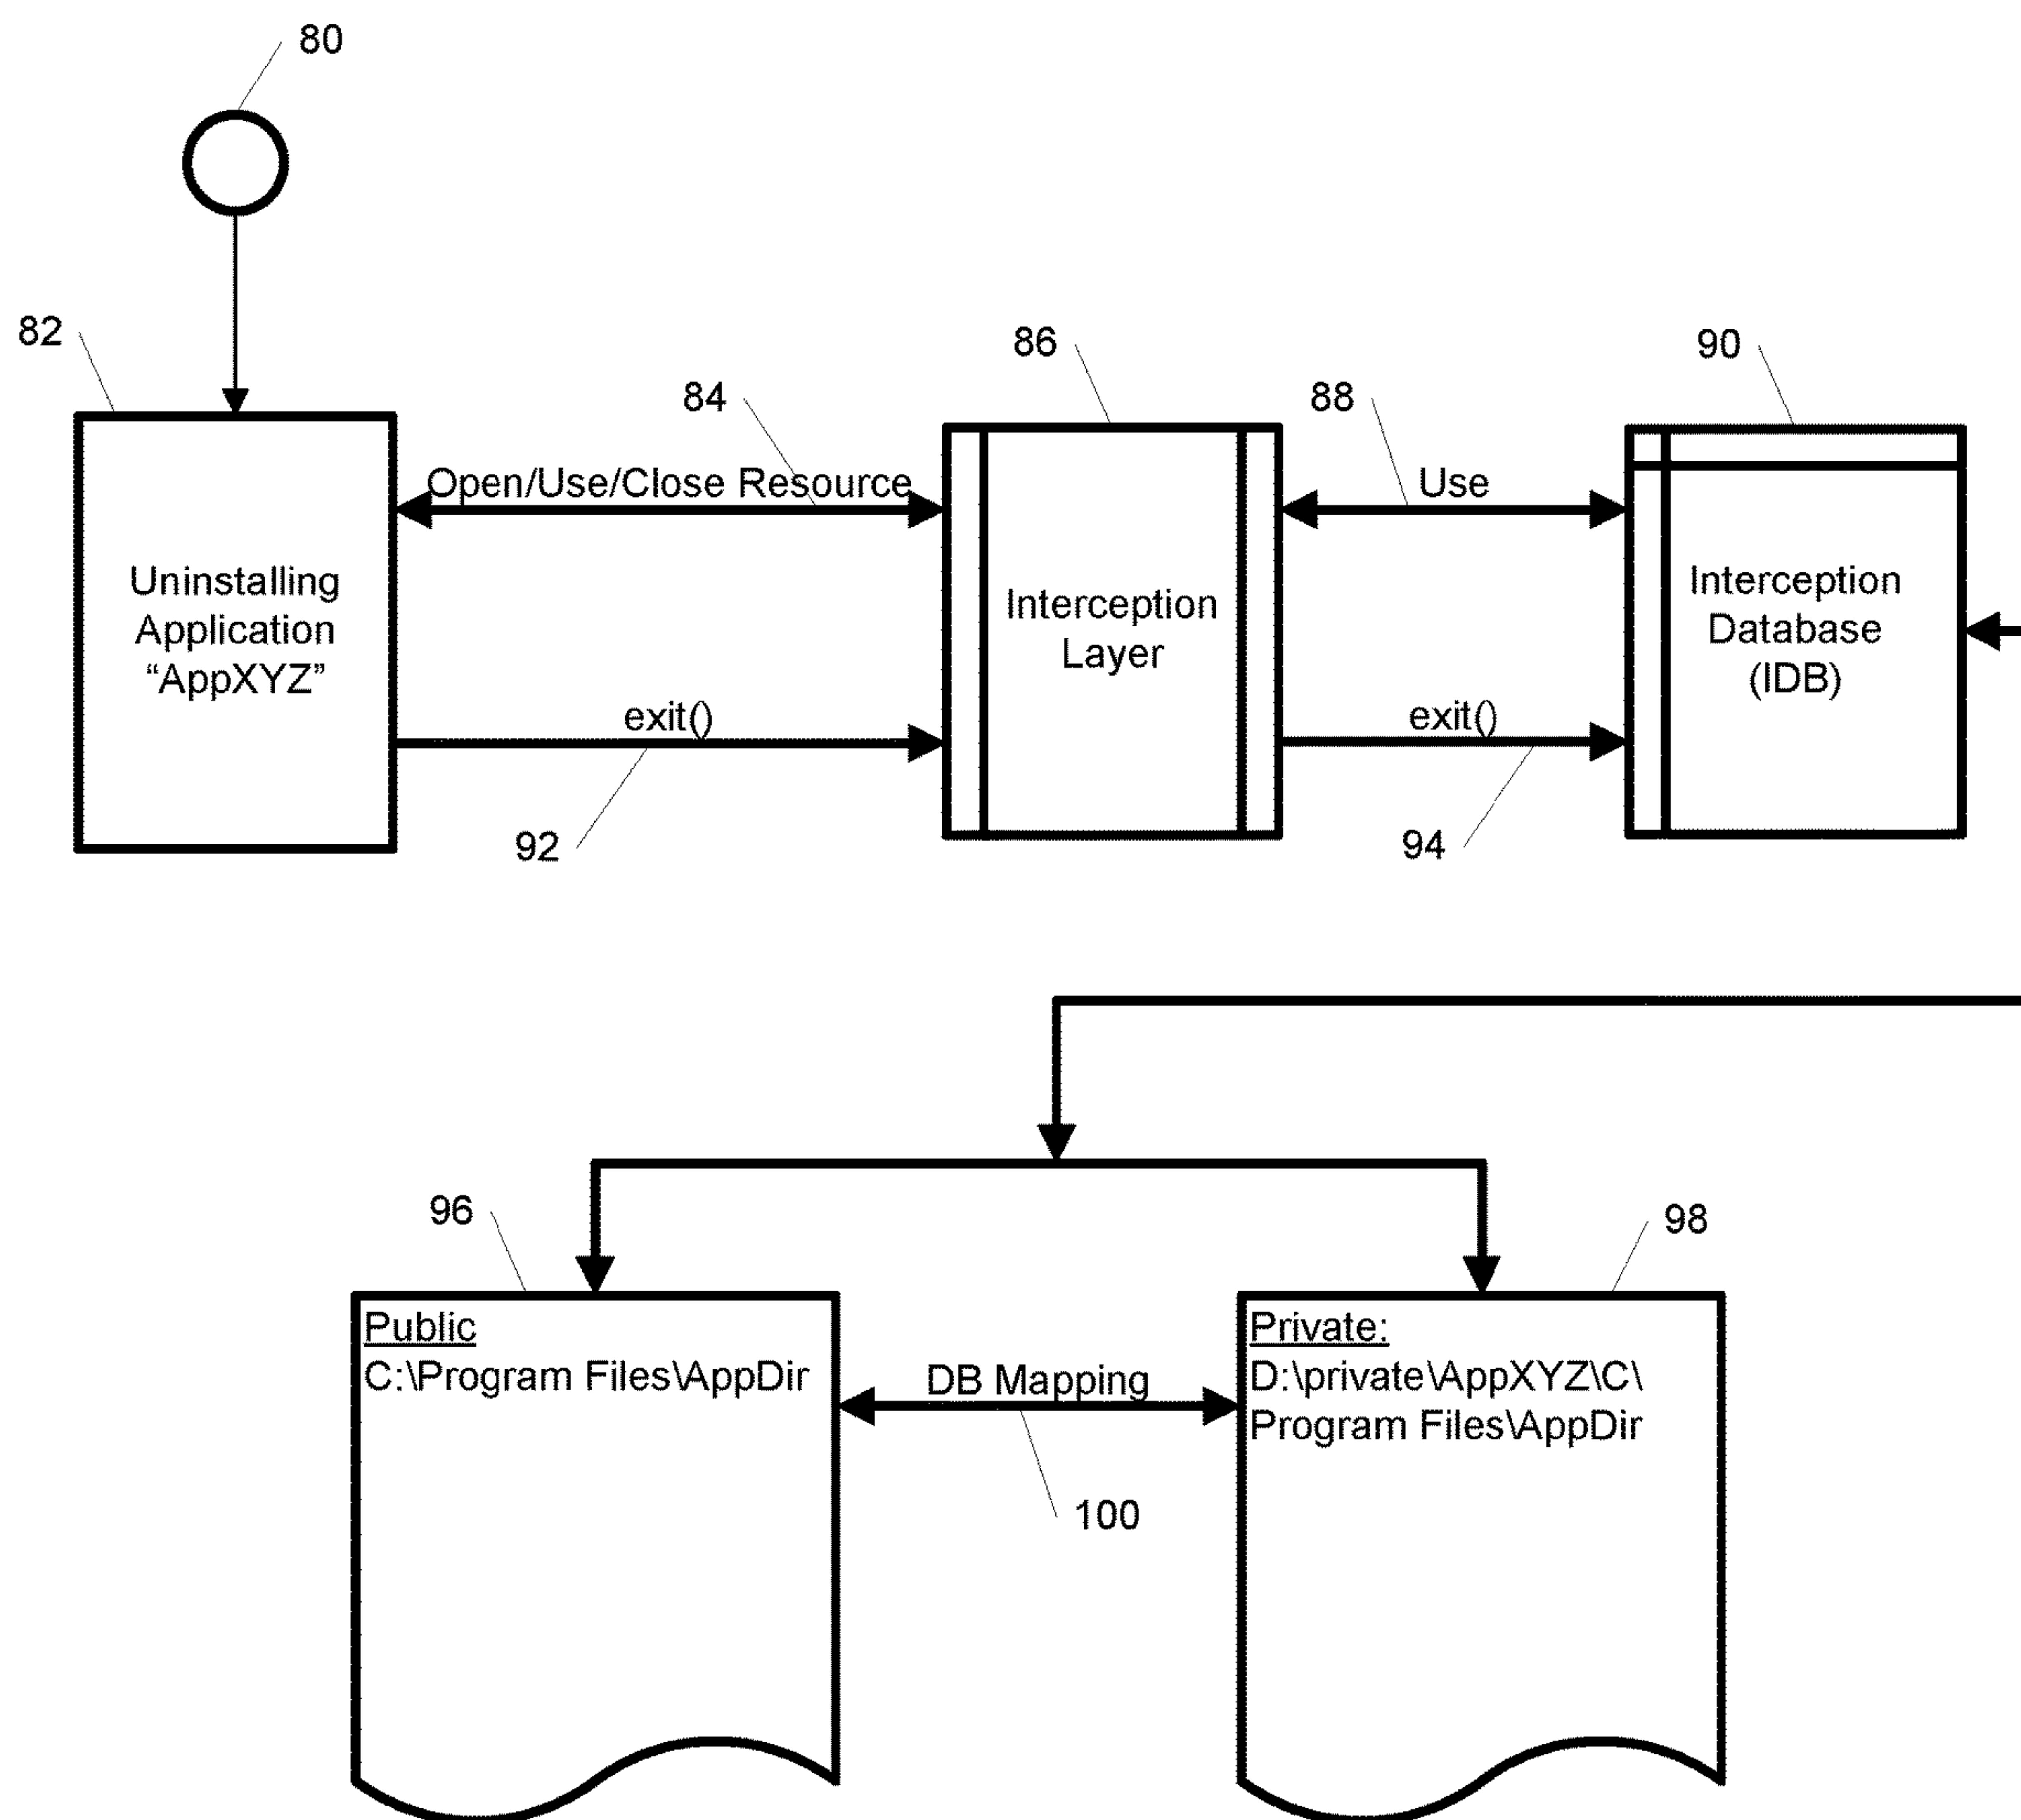 80
82
86
90
84
88
Open/Use/Close Resource
Use
Uninstalling
Application
“AppXYZ”
Interception
Layer
Interception
Database
(IDB)
exit()
exit()
92
94
96
98
Public
C:\Program Files\AppDir
DB Mapping
Private:
D:\private\AppXYZ\C\
Program Files\AppDir
100